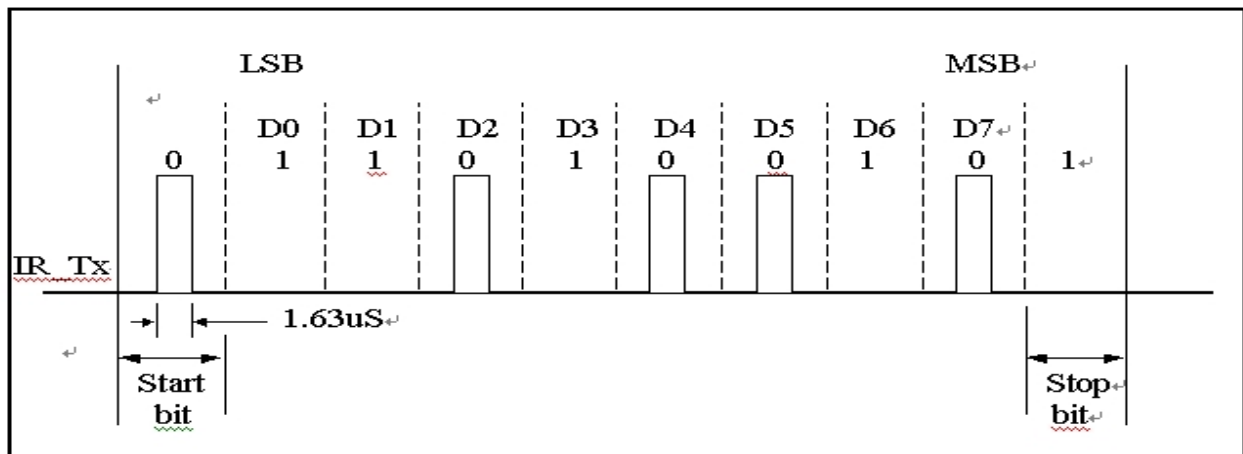 LSB MSB
D0 D1 D2 D3 D4 D5 D6 D7
0 1 1 0 1 0 0 1 0 1
IR_Tx
1.63uS
Start bit
Stop bit